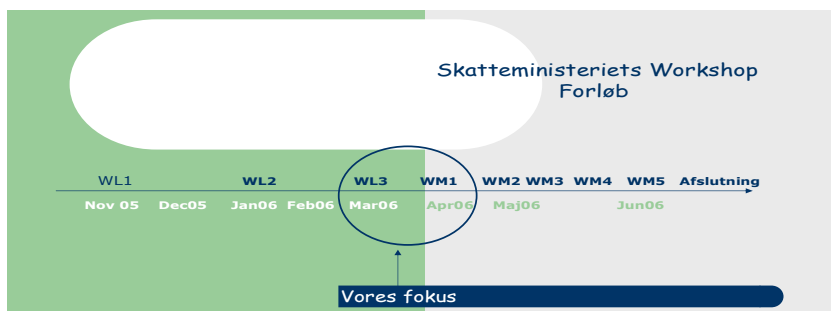 Skatteministeriets Workshop
Forløb
WL1 WL2 WL3 WM1 WM2 WM3 WM4 WM5 Afslutning
Nov 05 Dec05 Jan06 Feb06 Mar06 Apr06 Maj06 Jun06
Vores fokus